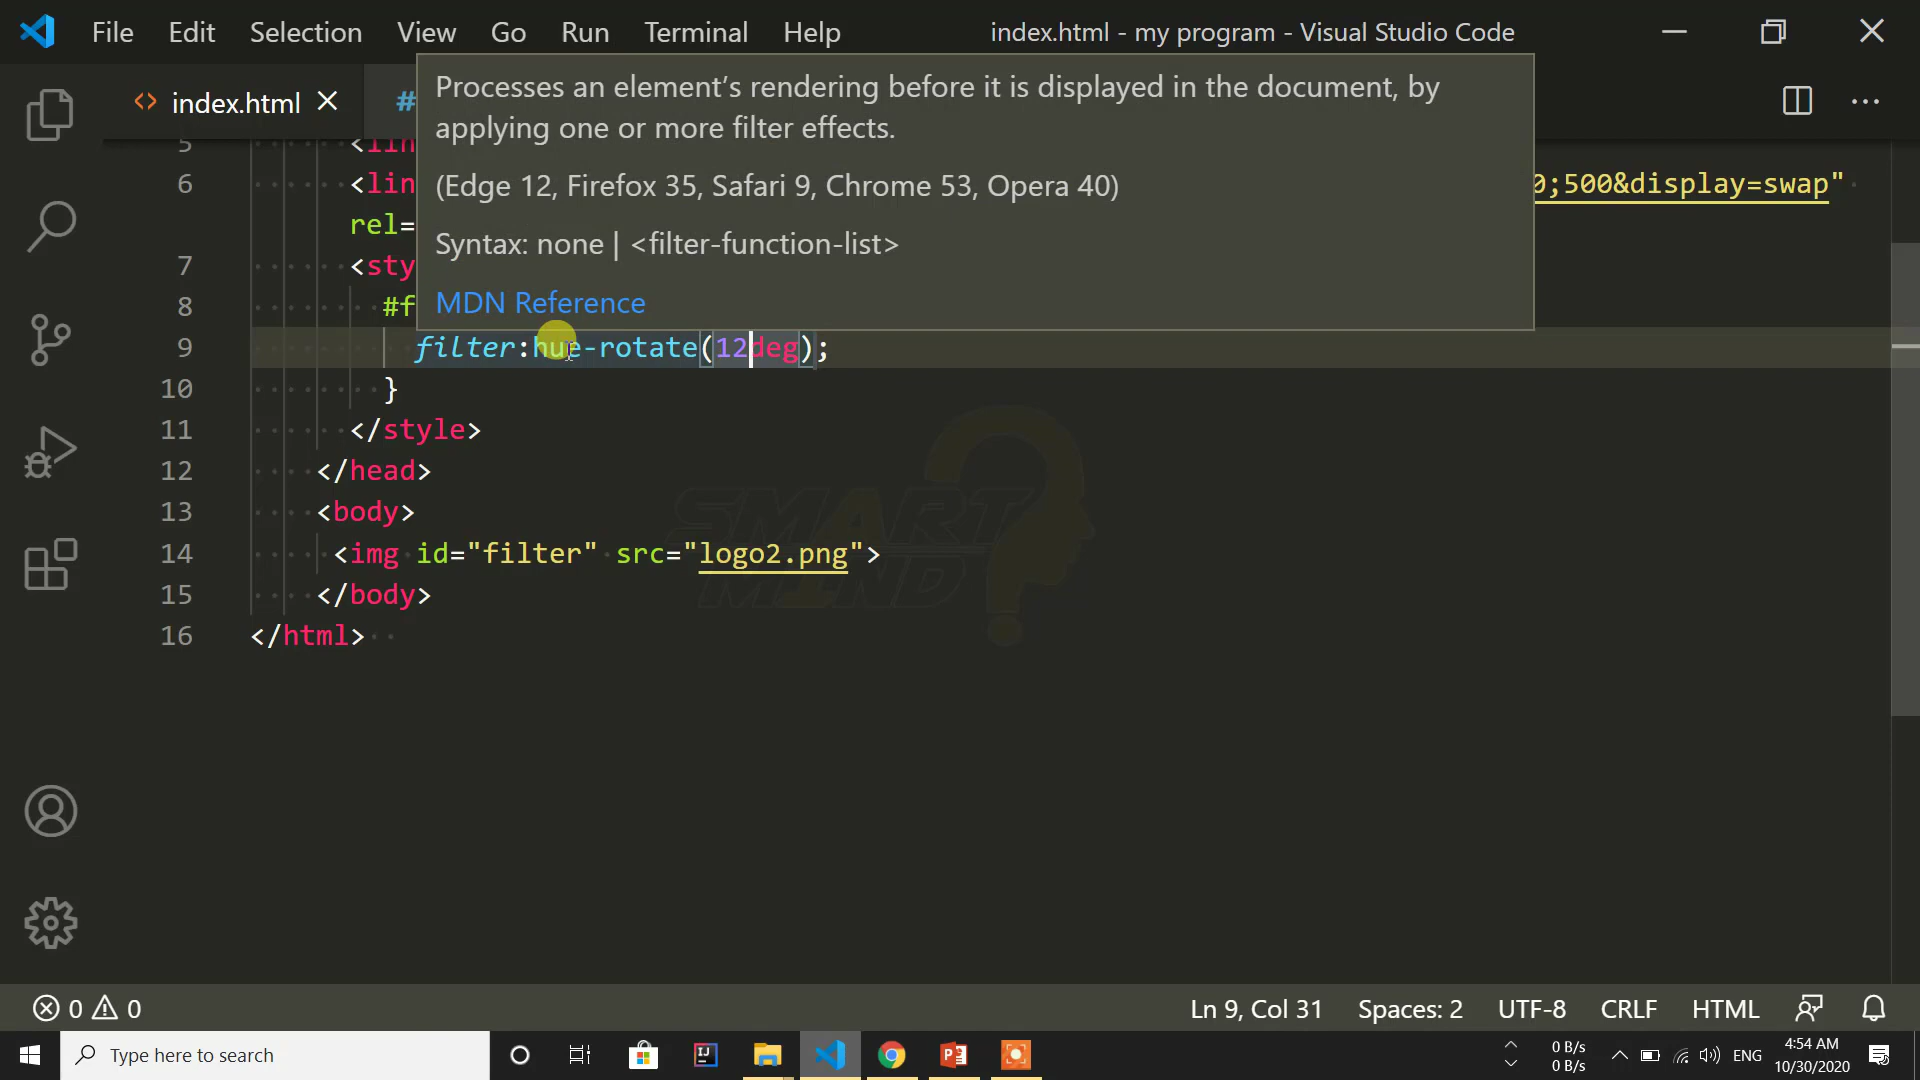 File Edit Selection View Go Run Terminal Help index.html - my program - Visual Studio Code
index.html #
Processes an element’s rendering before it is displayed in the document, by
applying one or more filter effects.
(Edge 12, Firefox 35, Safari 9, Chrome 53, Opera 40)
Syntax: none | <filter-function-list>
MDN Reference
5 <lin
6 <lin 0;500&display=swap"
rel=
7 <sty
8 #f
9 filter:hue-rotate(12deg);
10 }
11 </style>
12 </head>
13 <body>
14 <img id="filter" src="logo2.png">
15 </body>
16 </html>
SMART
MIND
0 0 Ln 9, Col 31 Spaces: 2 UTF-8 CRLF HTML
Type here to search
0 B/s
0 B/s
ENG
4:54 AM
10/30/2020